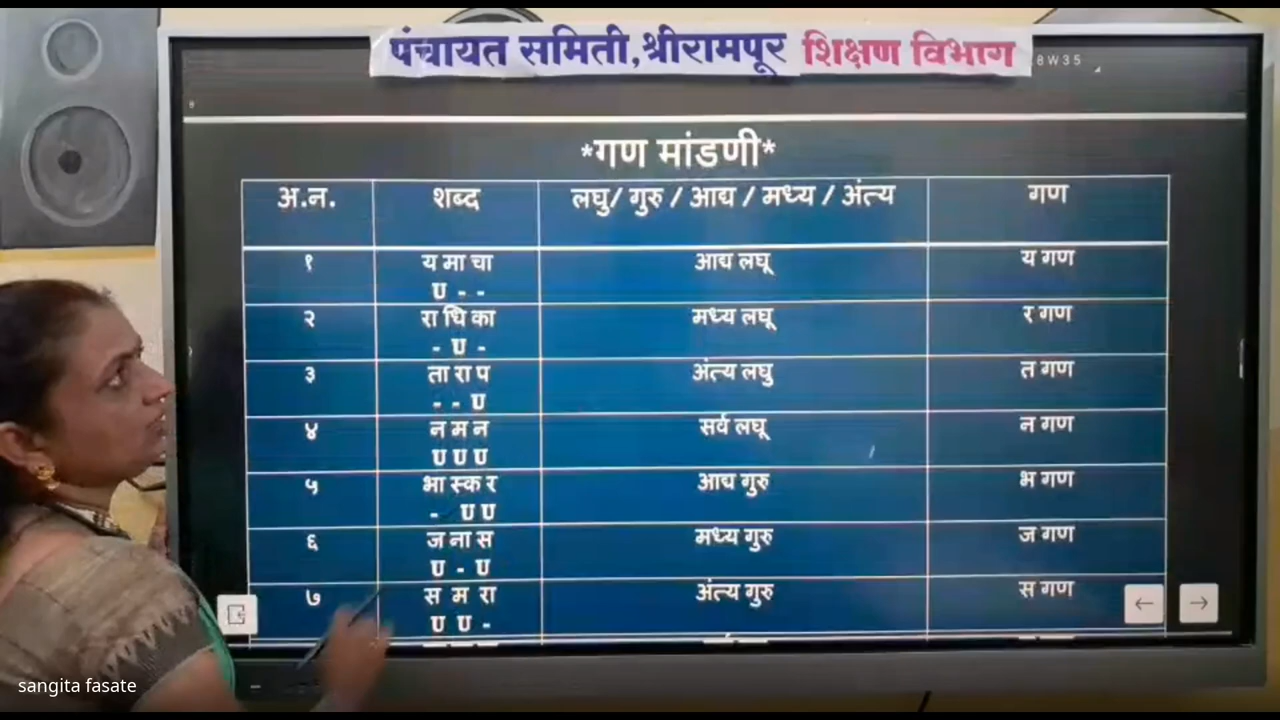 पंचायत समिती,श्रीरामपूर शिक्षण विभाग
8W35
*गण मांडणी*
अ.न. शब्द लघु/ गुरु / आद्य / मध्य / अंत्य गण
१ य मा चा आद्य लघू य गण
U - -
२ रा धि का मध्य लघू र गण
- U -
३ ता रा प अंत्य लघु त गण
- - U
४ न म न सर्व लघू न गण
U U U
५ भा स्क र आद्य गुरु भ गण
- U U
६ ज ना स मध्य गुरु ज गण
U - U
७ स म रा अंत्य गुरु स गण
U U -
sangita fasate